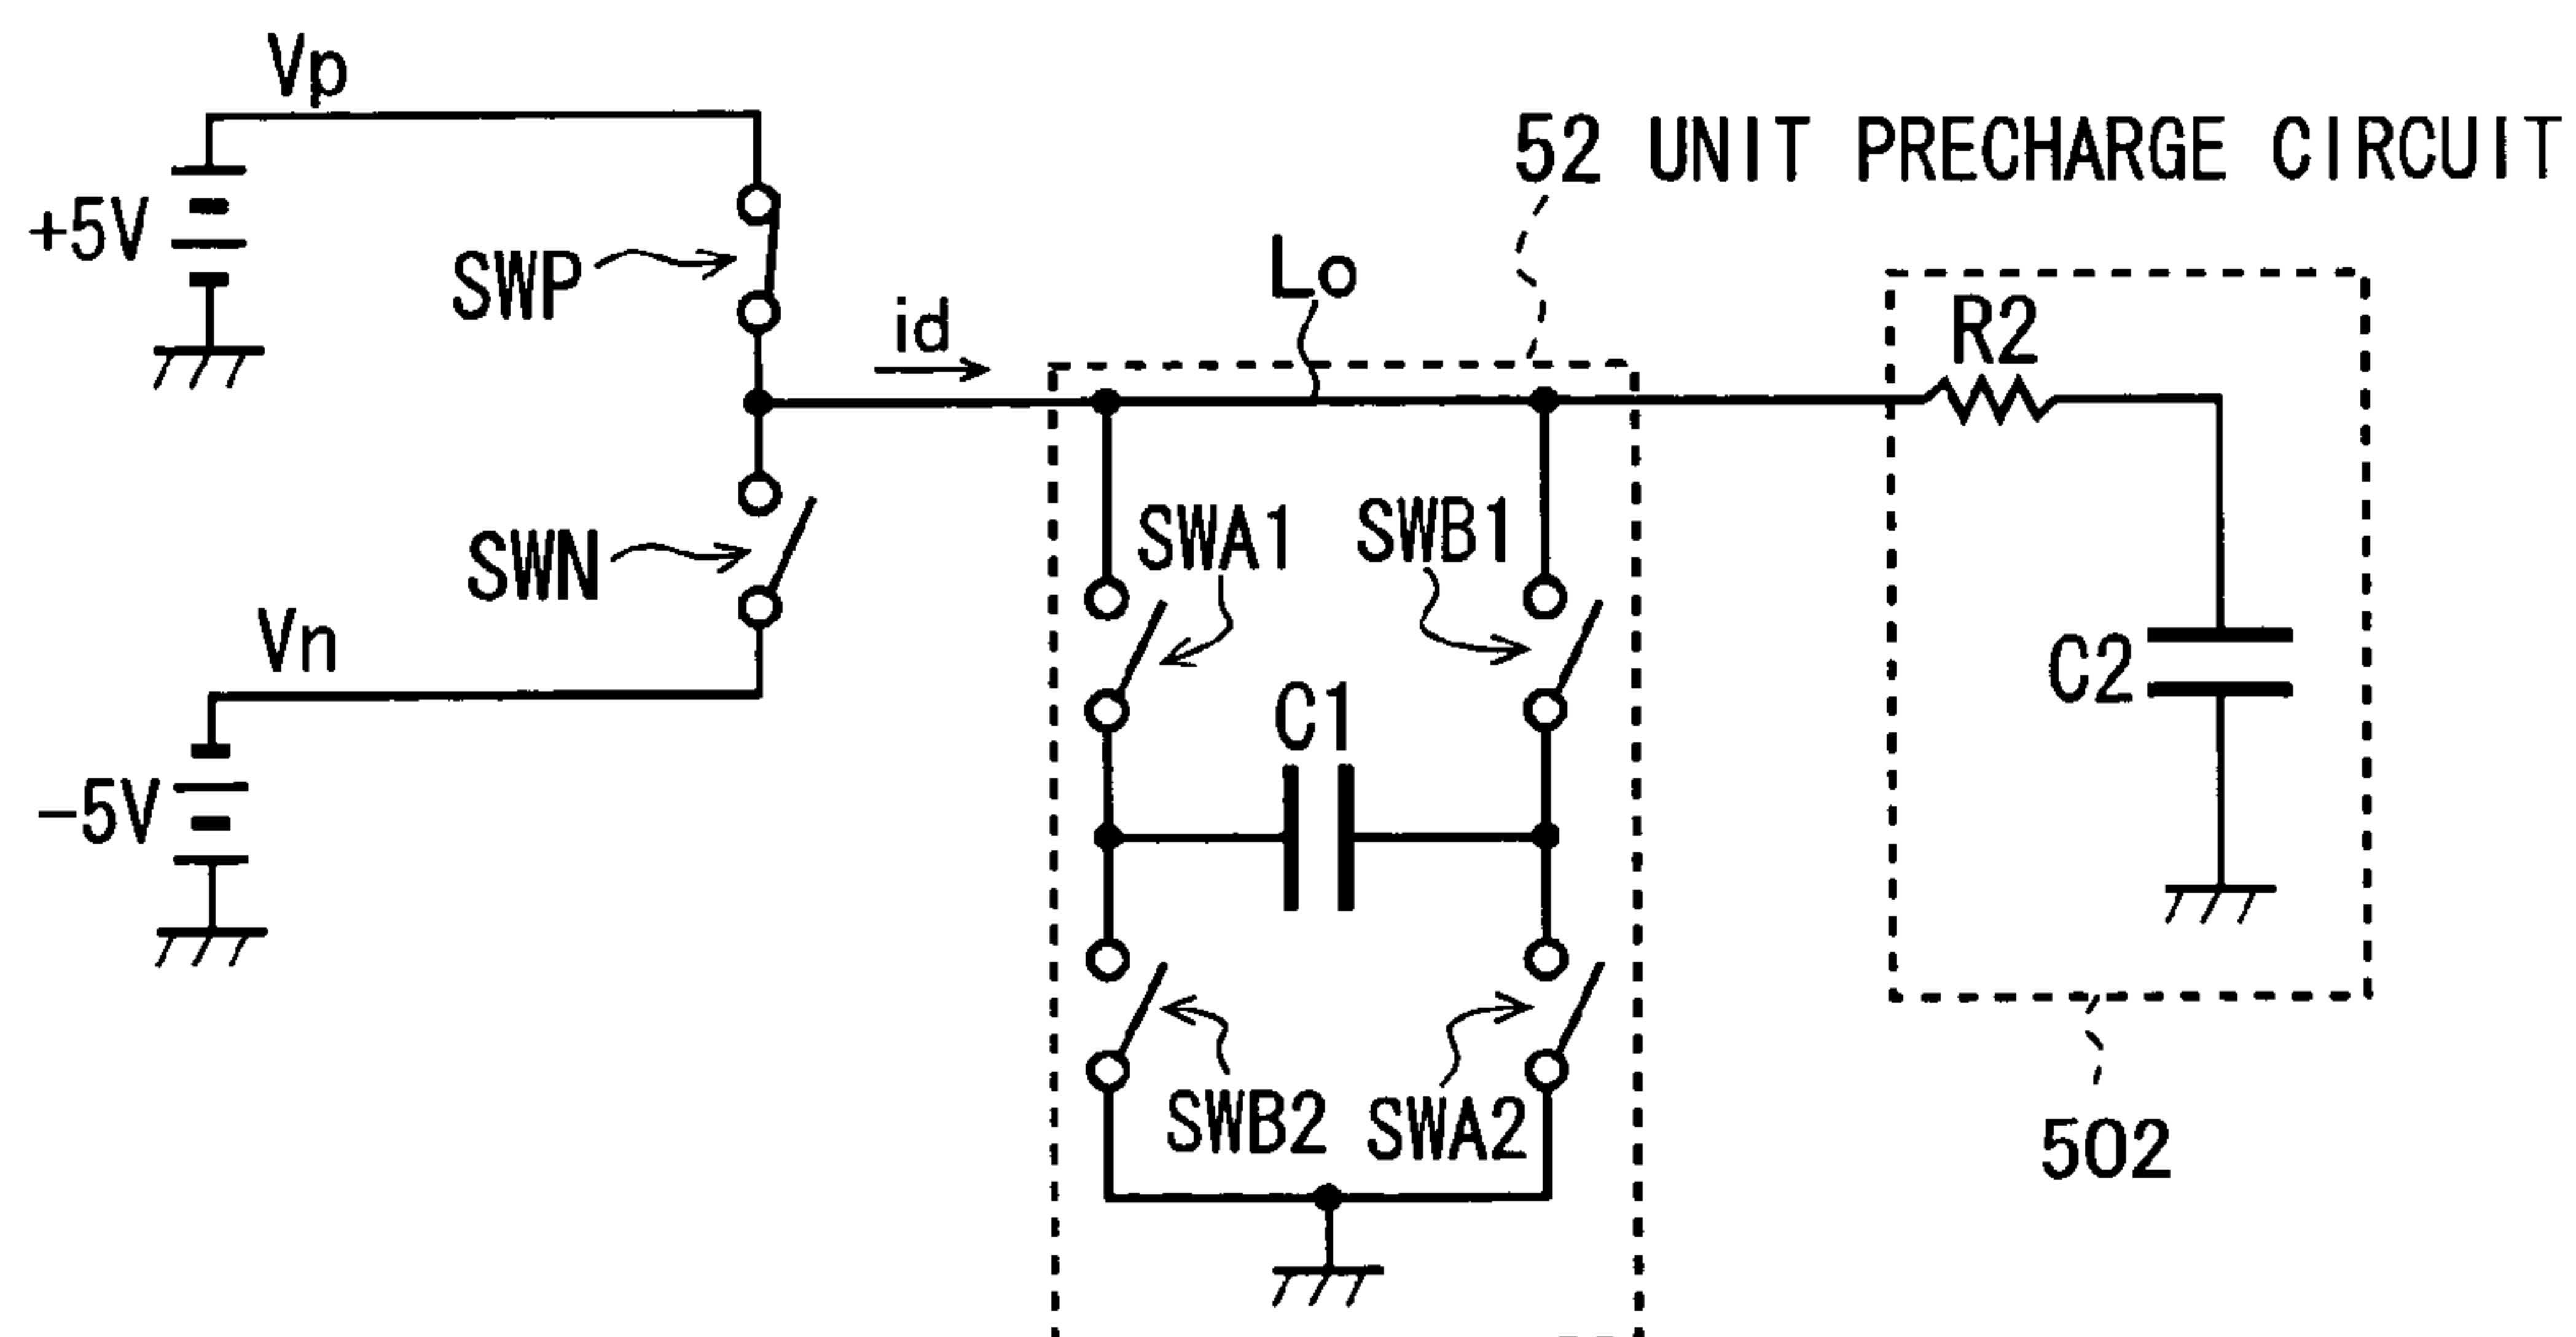 Vp
52 UNIT PRECHARGE CIRCUIT
+5V
SWP
id
Lo
R2
SWN
SWA1
SWB1
Vn
C1
C2
-5V
SWB2
SWA2
502